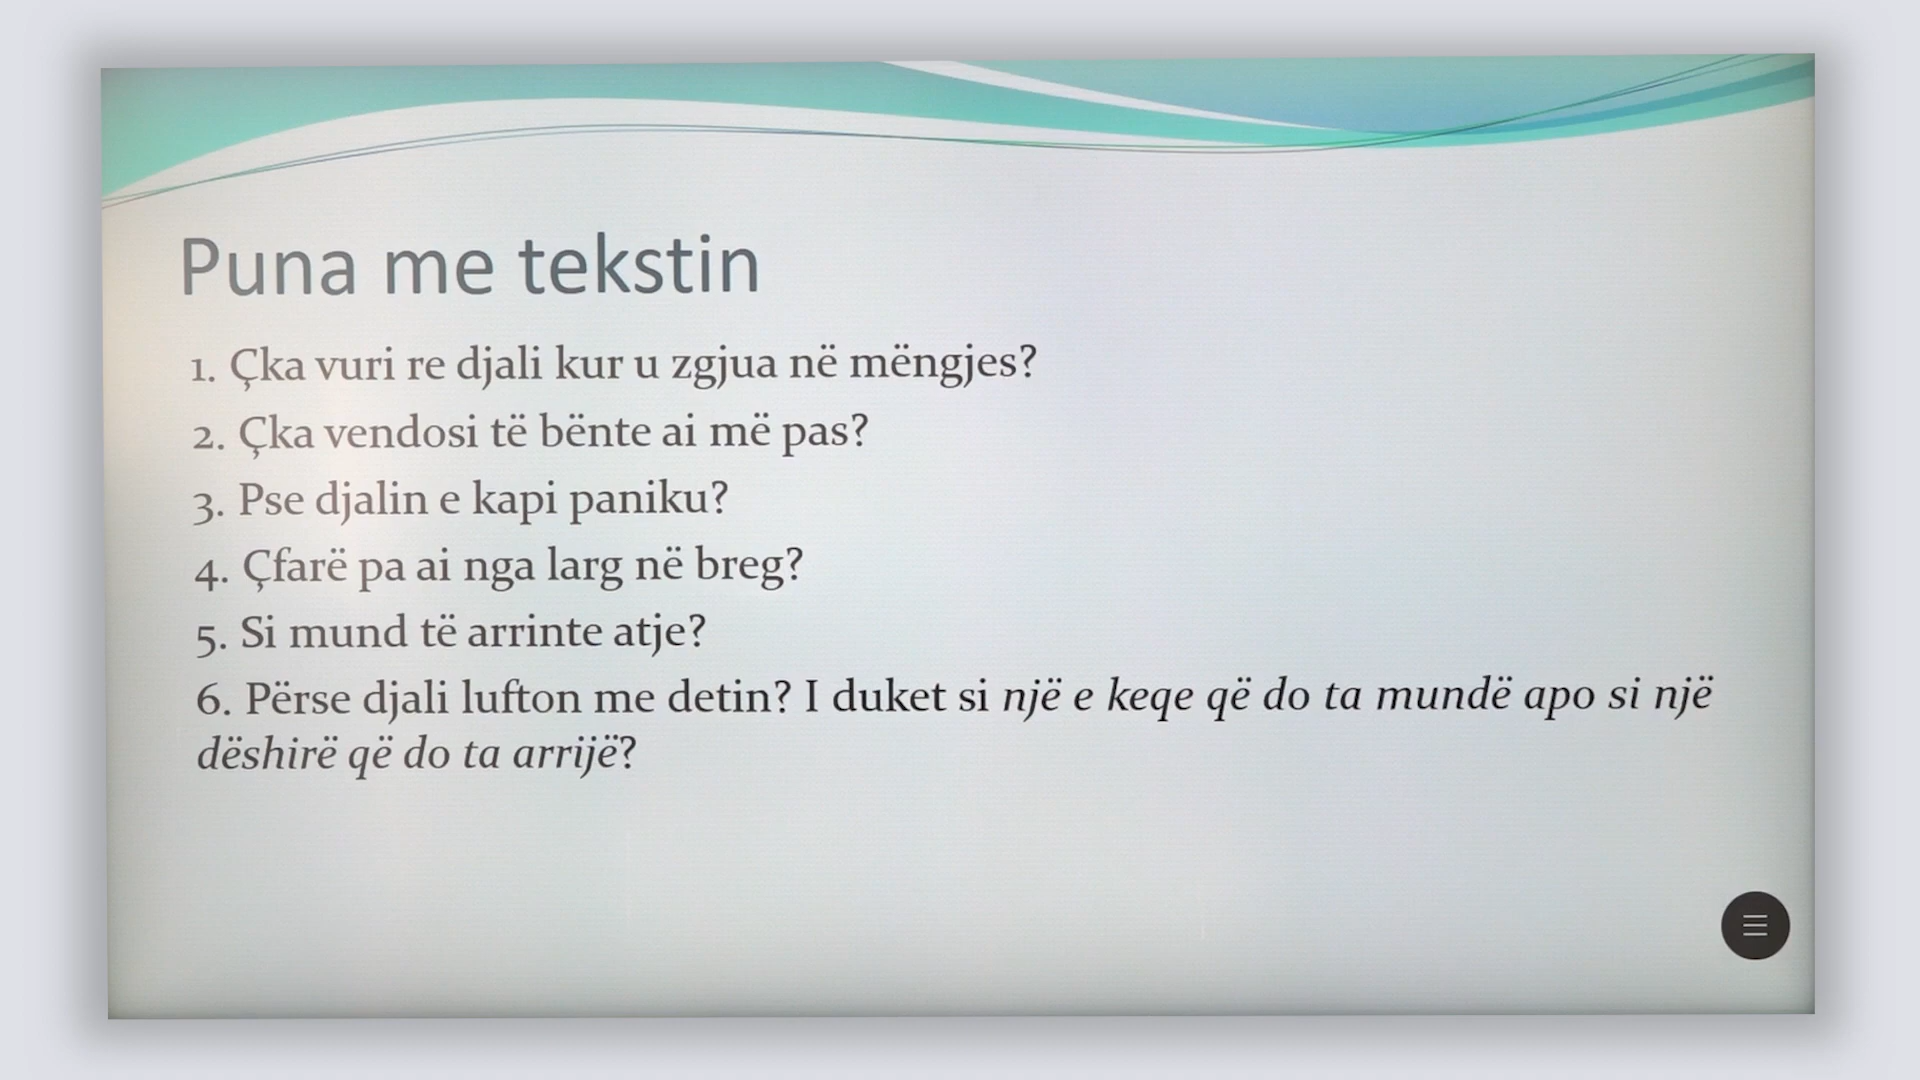 Puna me tekstin
1. Çka vuri re djali kur u zgjua në mëngjes?
2. Çka vendosi të bënte ai më pas?
3. Pse djalin e kapi paniku?
4. Çfarë pa ai nga larg në breg?
5. Si mund të arrinte atje?
6. Përse djali lufton me detin? I duket si një e keqe që do ta mundë apo si një
dëshirë që do ta arrijë?